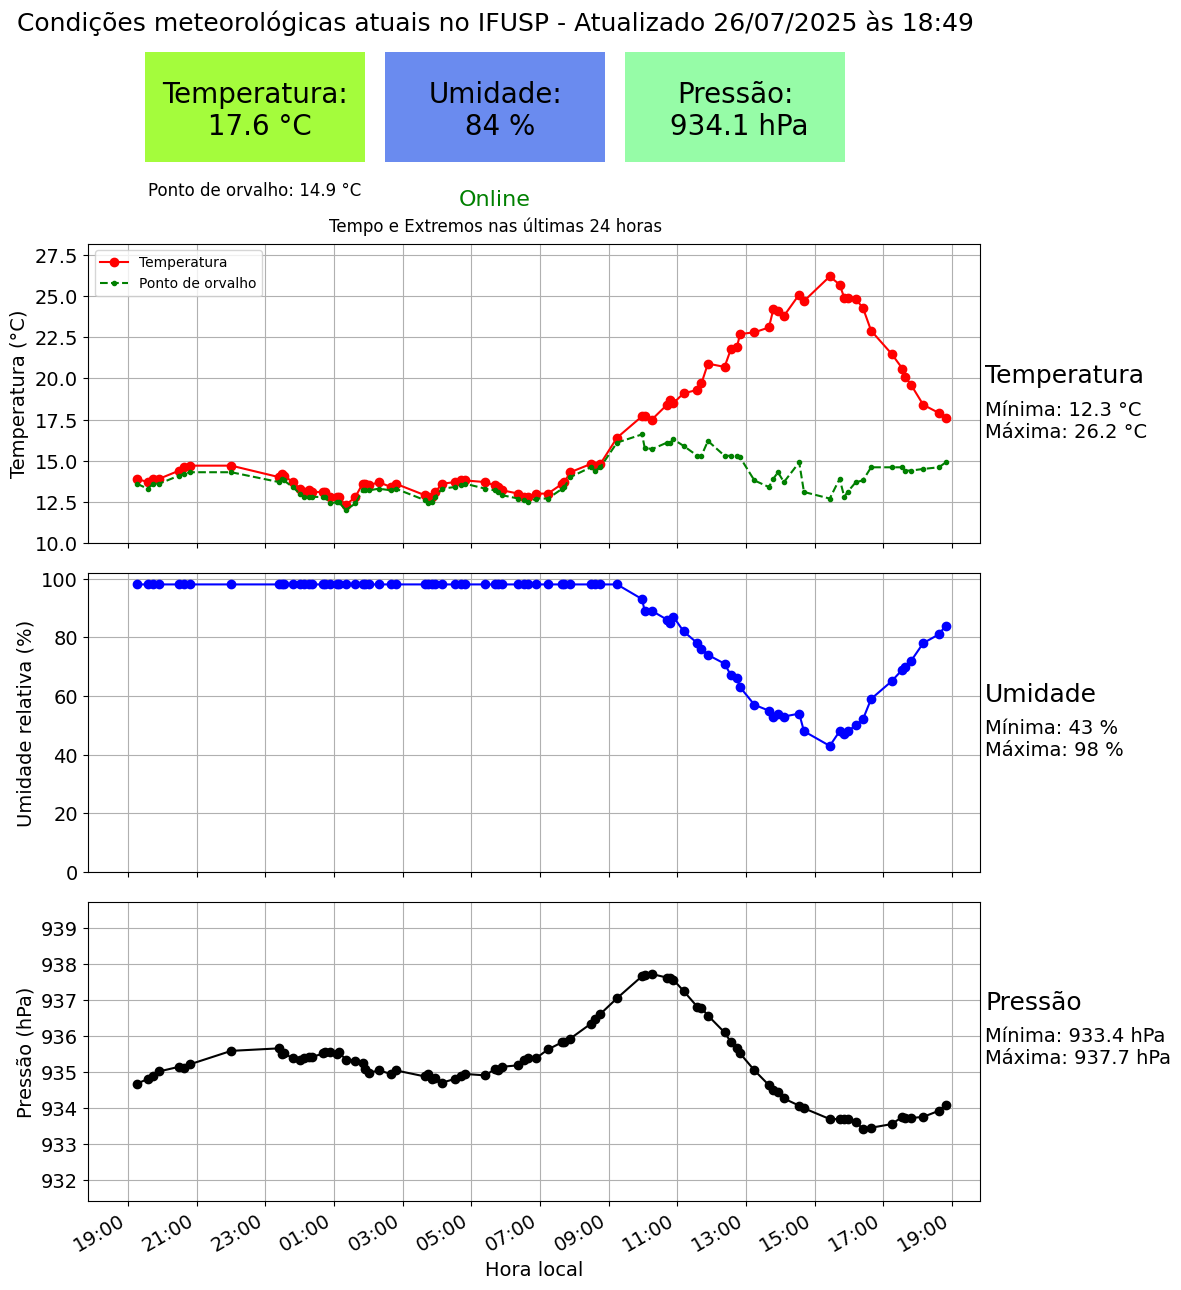 Condições meteorológicas atuais no IFUSP - Atualizado 26/07/2025 às 18:49
Temperatura:
17.6 °C
Umidade:
84 %
Pressão:
934.1 hPa
Ponto de orvalho: 14.9 °C
Online
Tempo e Extremos nas últimas 24 horas
Temperatura (°C)
27.5
25.0
22.5
20.0
17.5
15.0
12.5
10.0
Temperatura
Ponto de orvalho
Temperatura
Mínima: 12.3 °C
Máxima: 26.2 °C
Umidade relativa (%)
100
80
60
40
20
0
Umidade
Mínima: 43 %
Máxima: 98 %
Pressão (hPa)
939
938
937
936
935
934
933
932
Pressão
Mínima: 933.4 hPa
Máxima: 937.7 hPa
19:00 21:00 23:00 01:00 03:00 05:00 07:00 09:00 11:00 13:00 15:00 17:00 19:00
Hora local